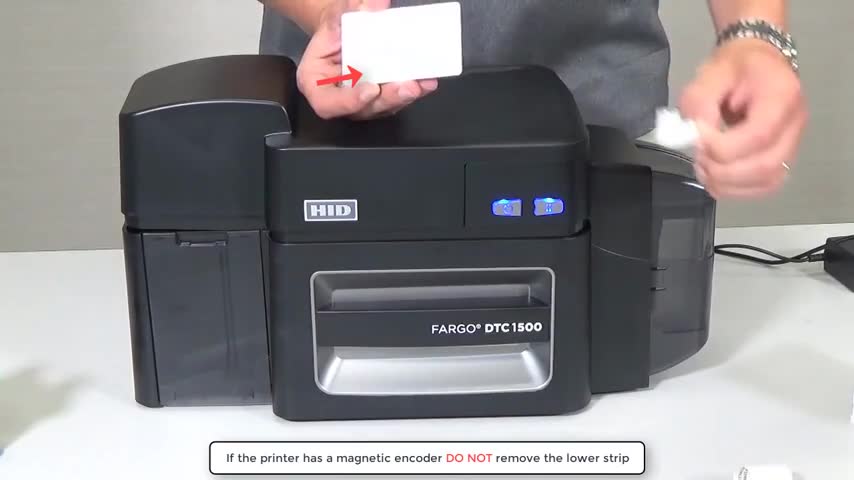 HID
FARGO® DTC1500
If the printer has a magnetic encoder DO NOT remove the lower strip